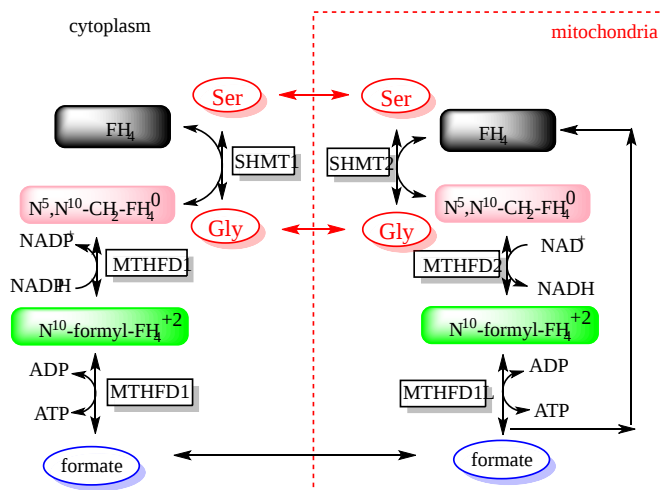 cytoplasm
mitochondria
Ser
Ser
FH4
FH4
SHMT1
SHMT2
N5,N10-CH2-FH4 0
N5,N10-CH2-FH4 0
Gly
Gly
NADP+
NAD+
MTHFD1
MTHFD2
NADPH
NADH
N10-formyl-FH4 +2
N10-formyl-FH4 +2
ADP
ADP
MTHFD1
MTHFD1L
ATP
ATP
formate
formate